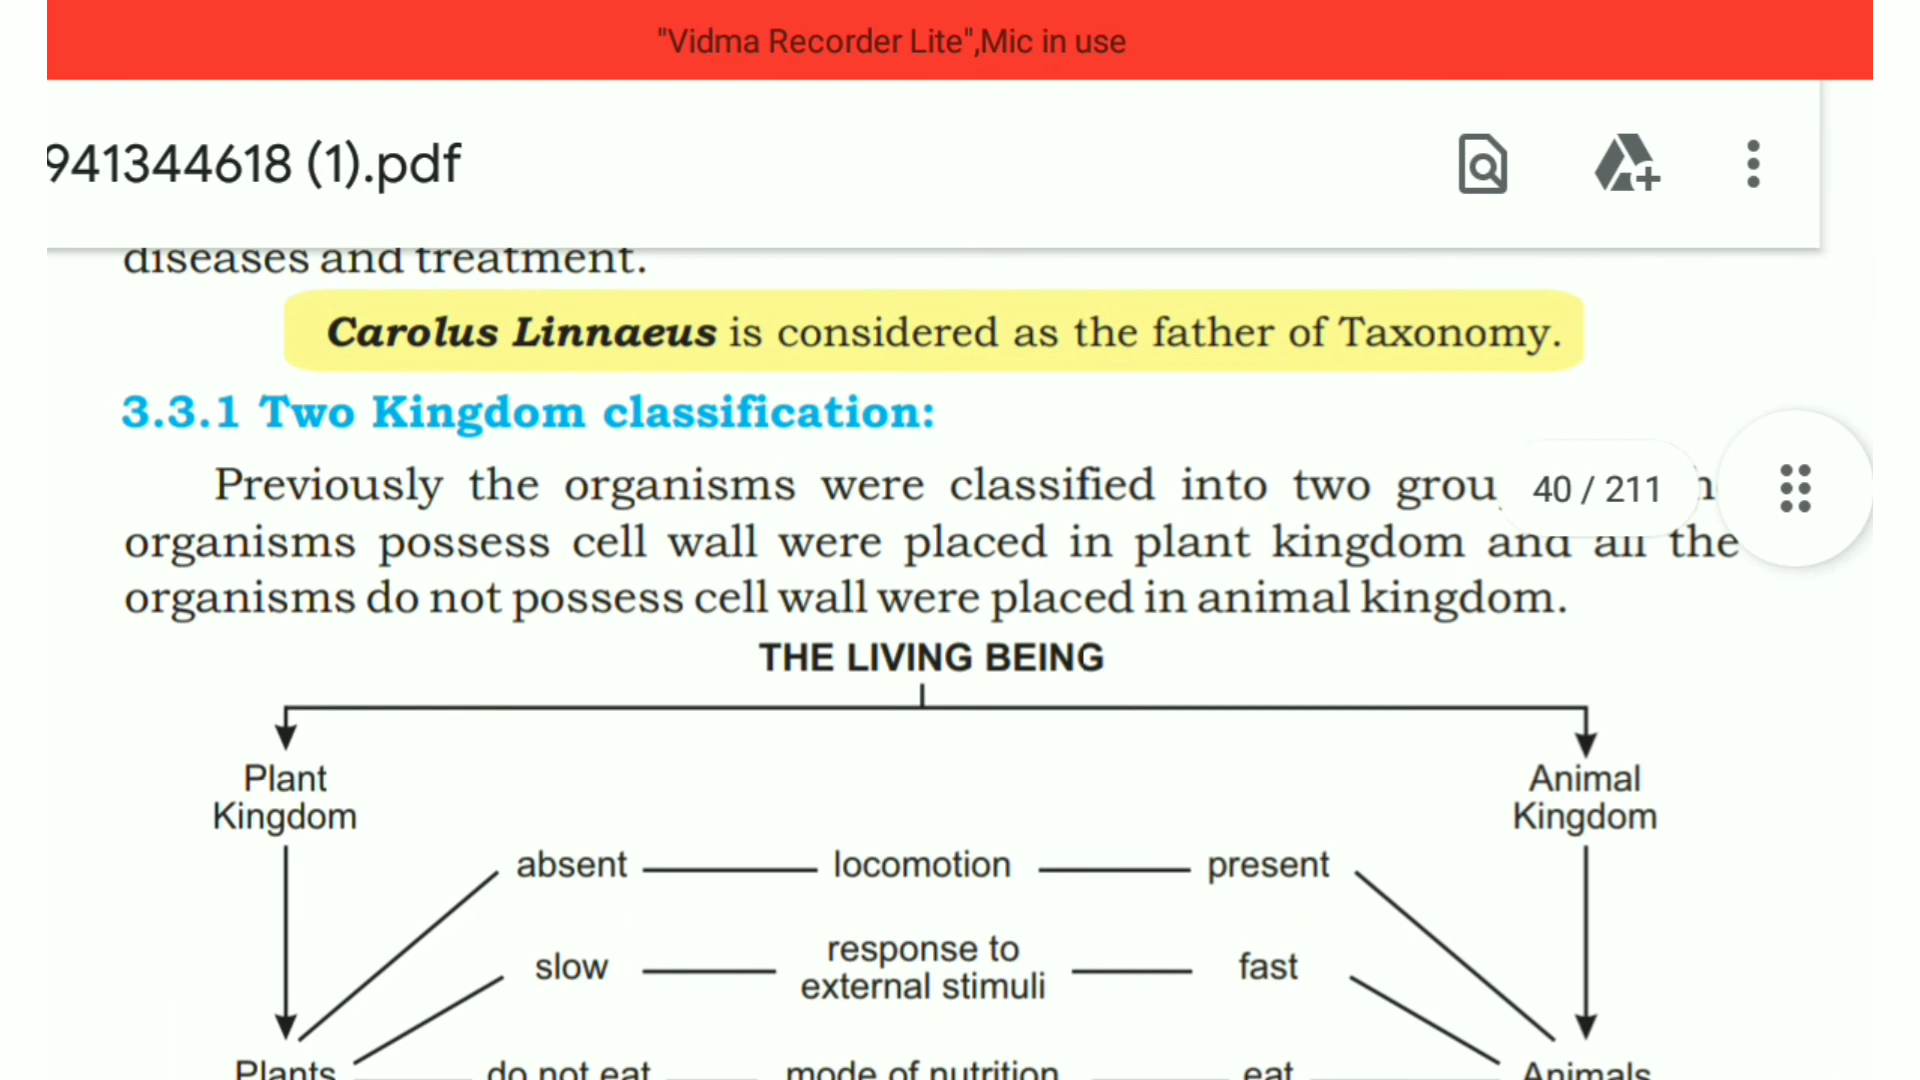 "Vidma Recorder Lite",Mic in use
941344618 (1).pdf
diseases and treatment.
Carolus Linnaeus is considered as the father of Taxonomy.
3.3.1 Two Kingdom classification:
Previously the organisms were classified into two grou
40 / 211
organisms possess cell wall were placed in plant kingdom and all the
organisms do not possess cell wall were placed in animal kingdom.
THE LIVING BEING
Plant Animal
Kingdom Kingdom
absent locomotion present
response to
slow fast
external stimuli
Plants do not eat mode of nutrition eat Animals